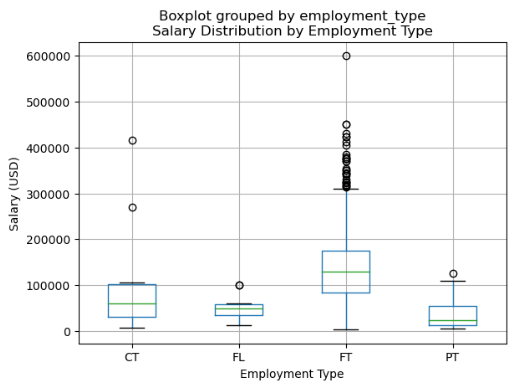 Boxplot grouped by employment_type
Salary Distribution by Employment Type
600000
500000
400000
300000
200000
100000
0
Salary (USD)
CT FL FT PT
Employment Type